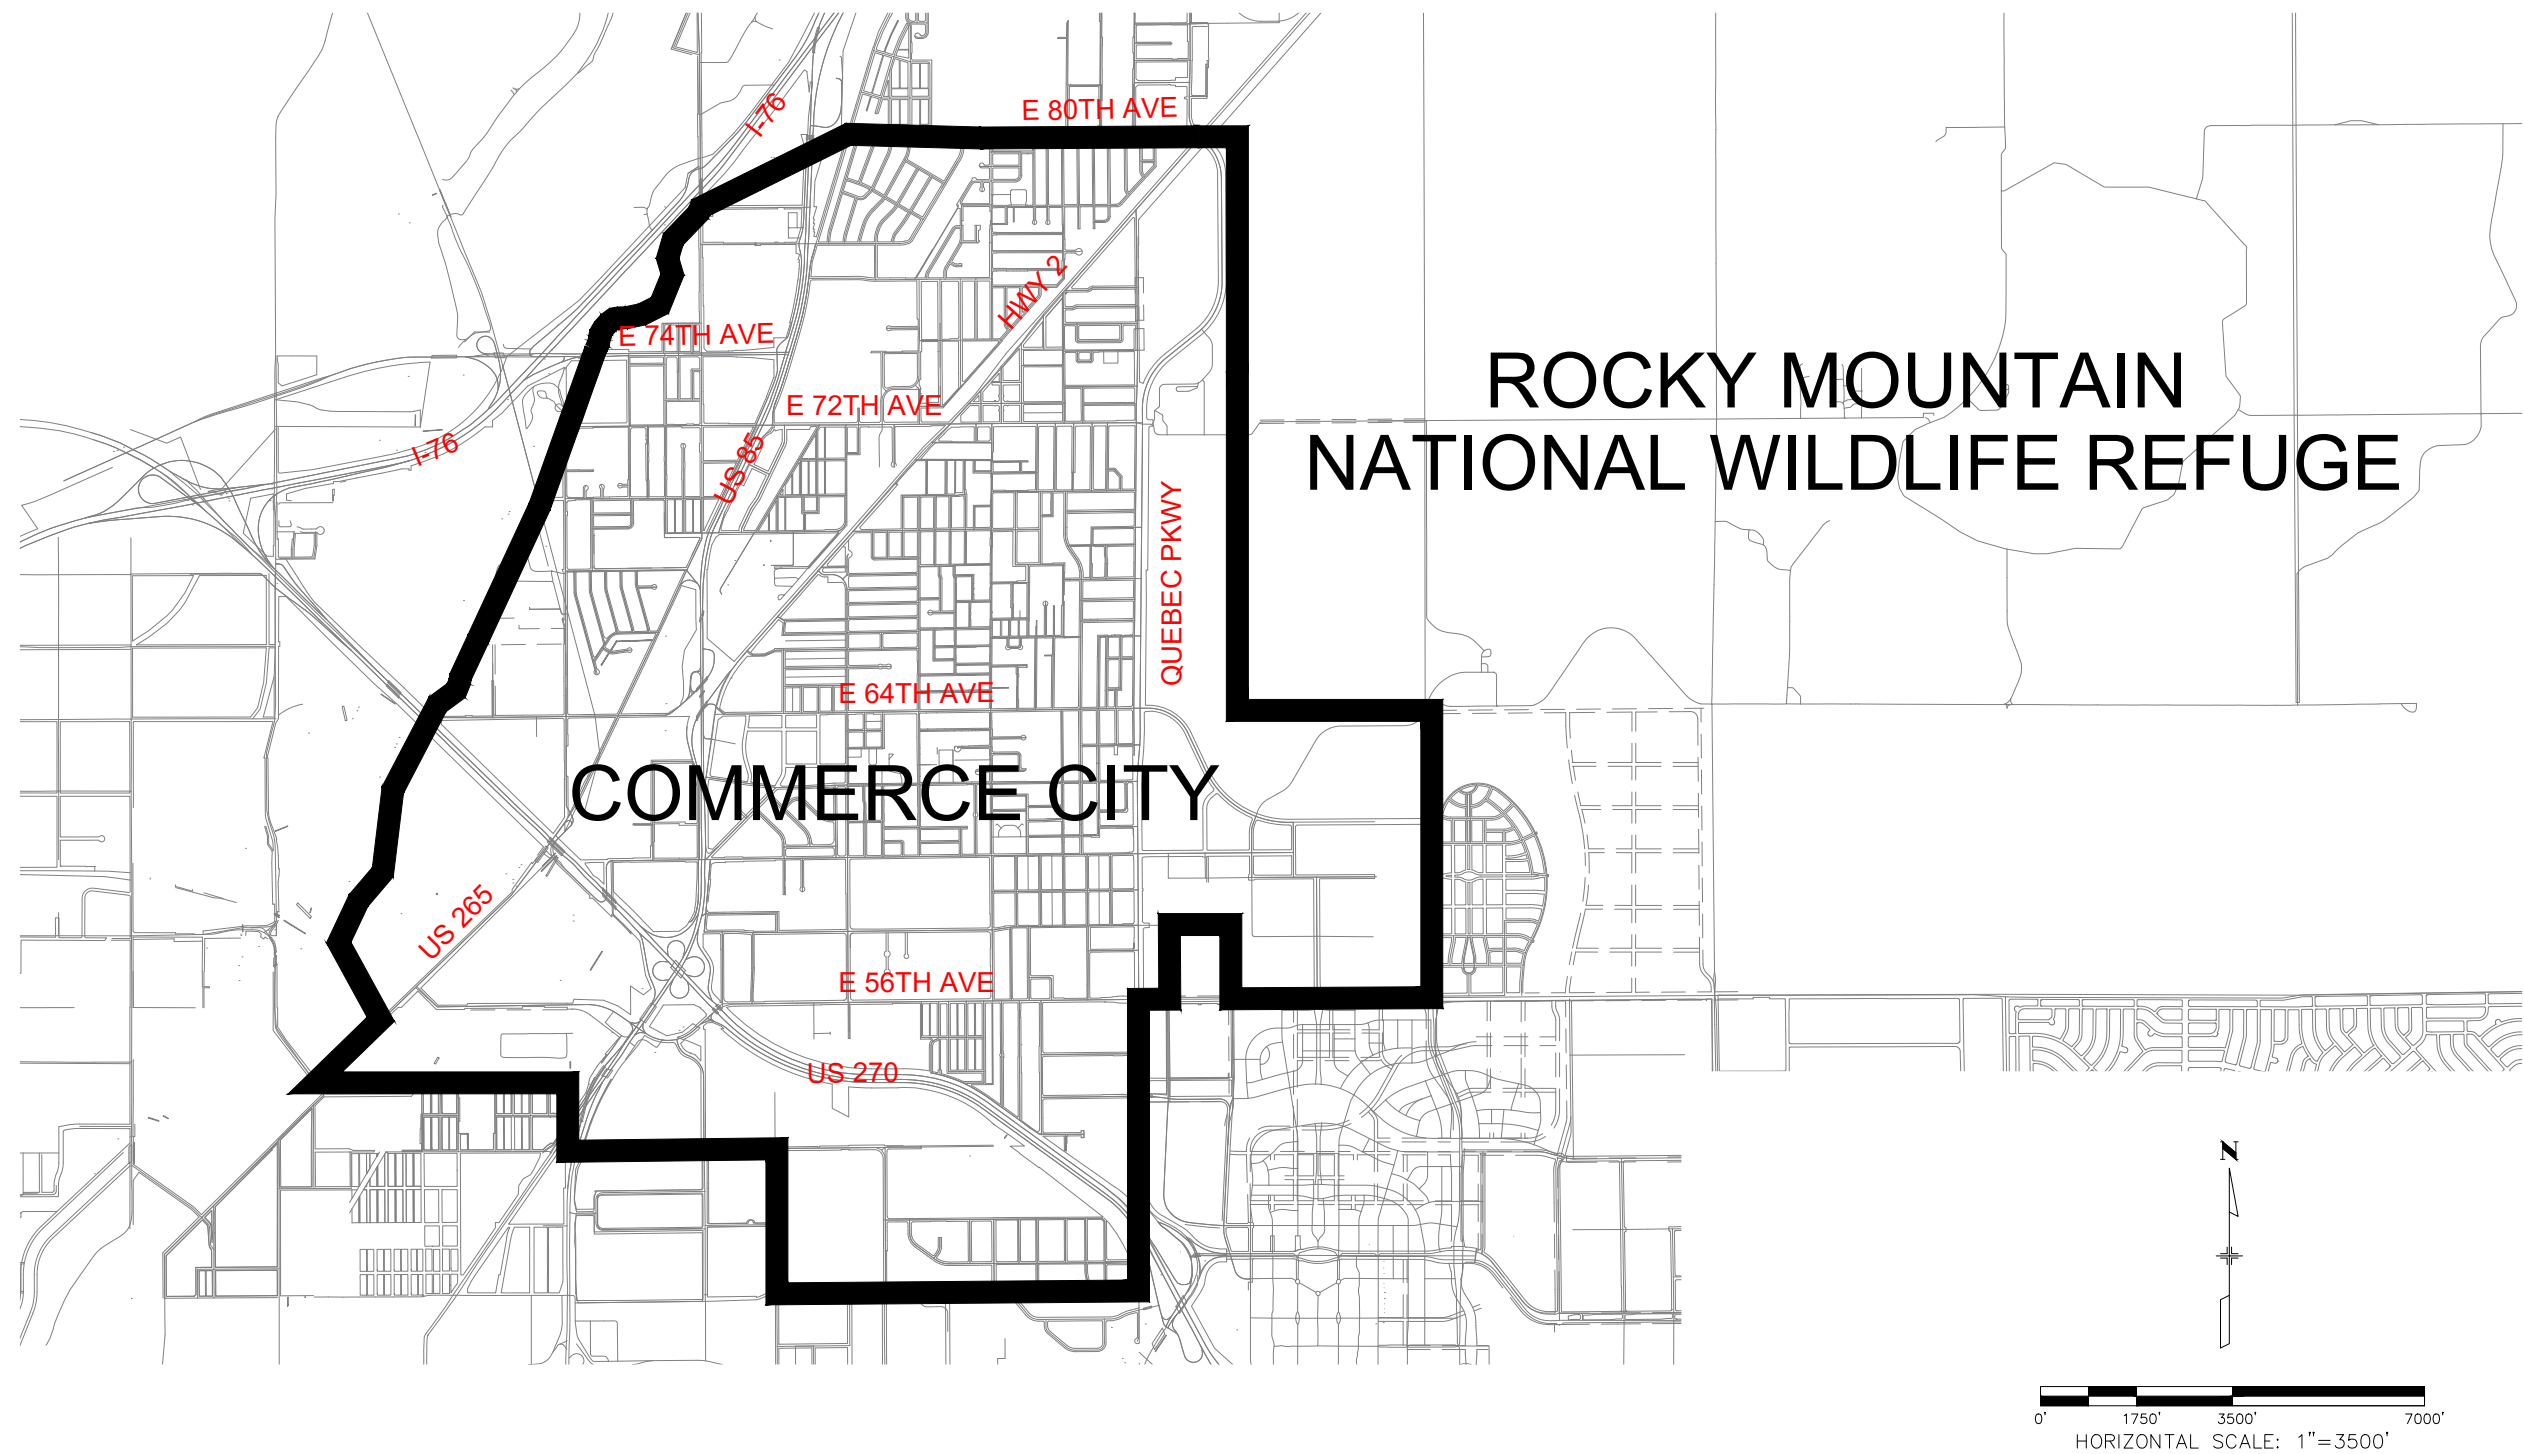 I-76
E 80TH AVE
HWY 2
E 74TH AVE
ROCKY MOUNTAIN
NATIONAL WILDLIFE REFUGE
E 72TH AVE
I-76
US 85
QUEBEC PKWY
E 64TH AVE
COMMERCE CITY
US 265
E 56TH AVE
US 270
N
0' 1750' 3500' 7000'
HORIZONTAL SCALE: 1"=3500'